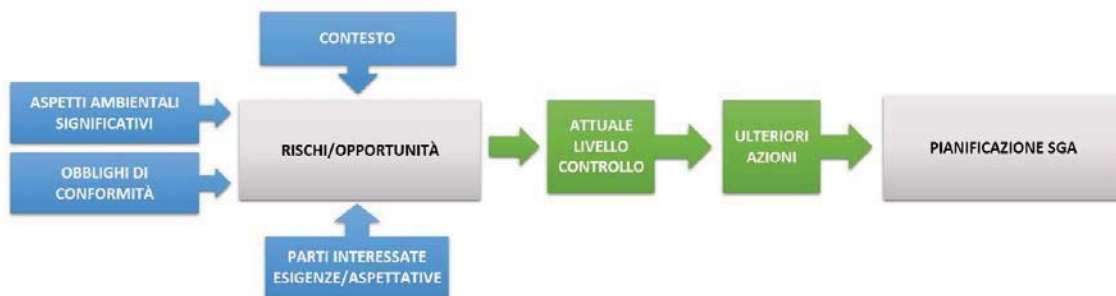 CONTESTO
ASPETTI AMBIENTALI
SIGNIFICATIVI
OBBLIGHI DI
CONFORMITÀ
RISCHI/OPPORTUNITÀ
PARTI INTERESSATE
ESIGENZE/ASPETTATIVE
ATTUALE
LIVELLO
CONTROLLO
ULTERIORI
AZIONI
PIANIFICAZIONE SGA